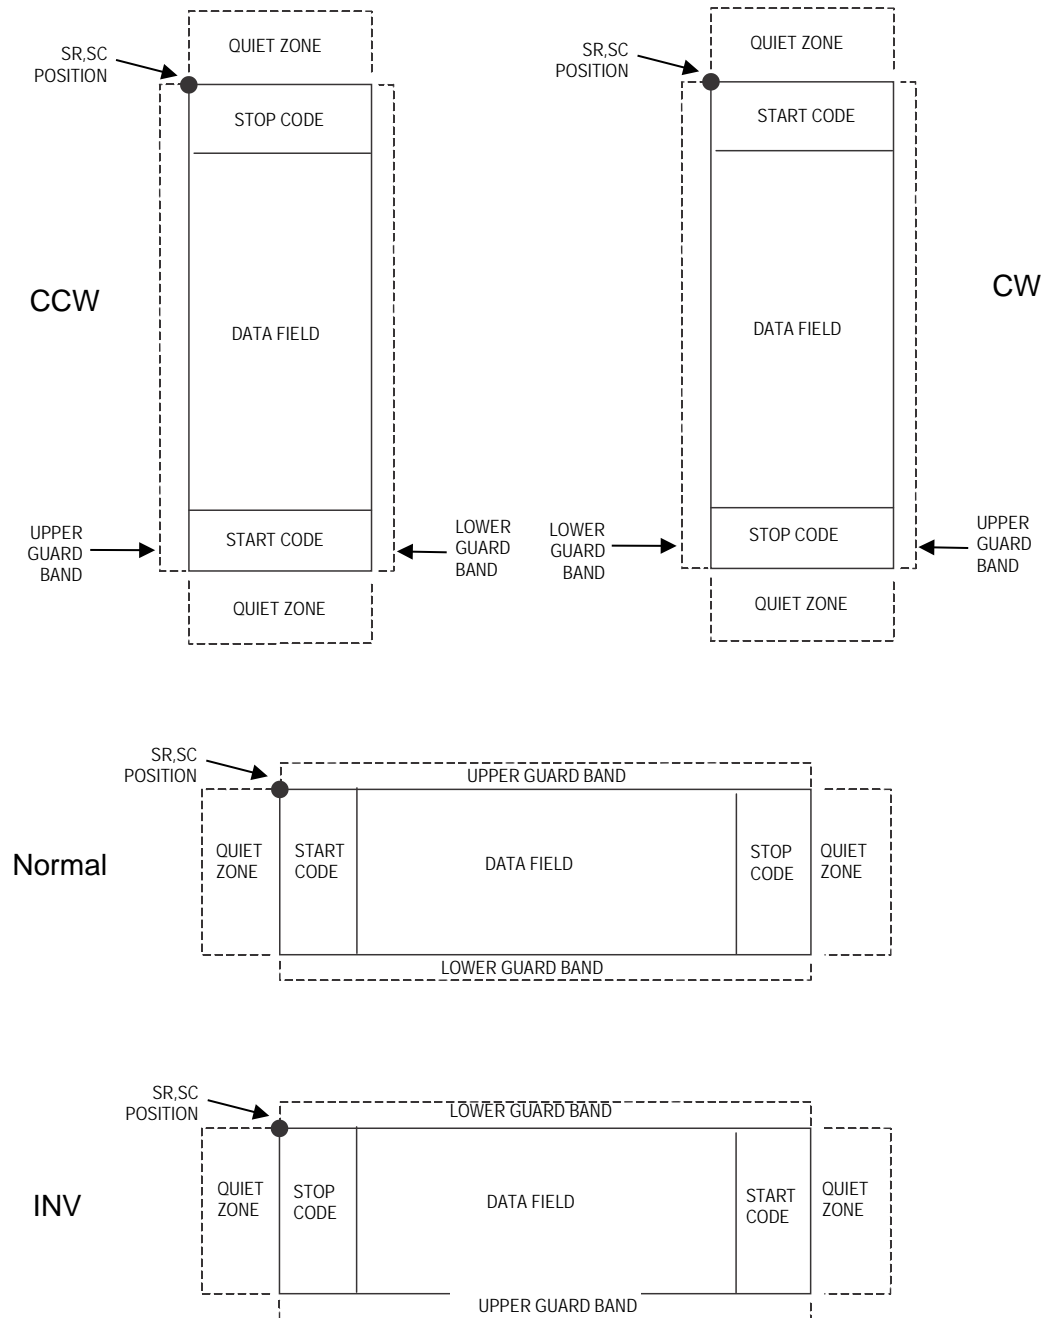 QUIET ZONE
SR,SC
POSITION
STOP CODE
CCW
DATA FIELD
UPPER
GUARD
BAND
START CODE
LOWER
GUARD
BAND
QUIET ZONE
QUIET ZONE
SR,SC
POSITION
START CODE
CW
DATA FIELD
LOWER
GUARD
BAND
STOP CODE
UPPER
GUARD
BAND
QUIET ZONE
SR,SC
POSITION
UPPER GUARD BAND
Normal
QUIET
ZONE
START
CODE
DATA FIELD
STOP
CODE
QUIET
ZONE
LOWER GUARD BAND
SR,SC
POSITION
LOWER GUARD BAND
INV
QUIET
ZONE
STOP
CODE
DATA FIELD
START
CODE
QUIET
ZONE
UPPER GUARD BAND